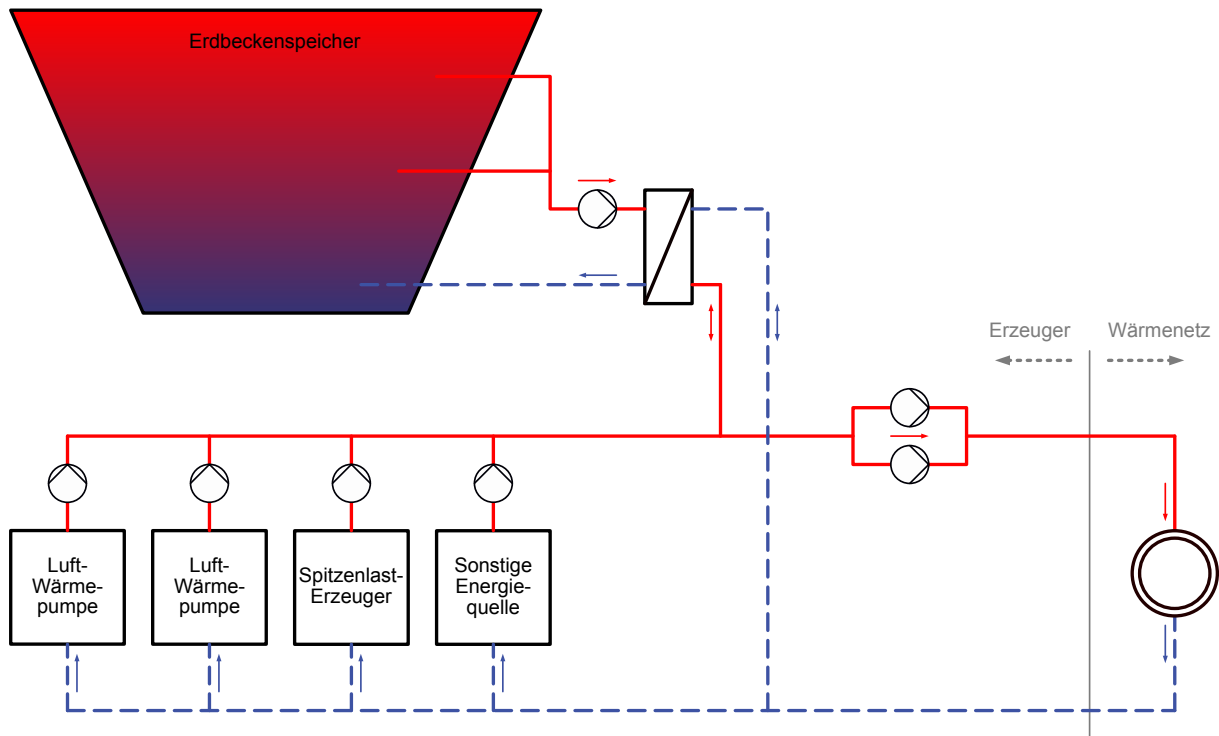 Erdbeckenspeicher
Erzeuger
Wärmenetz
Luft-
Wärme-
pumpe
Luft-
Wärme-
pumpe
Spitzenlast-
Erzeuger
Sonstige
Energie-
quelle